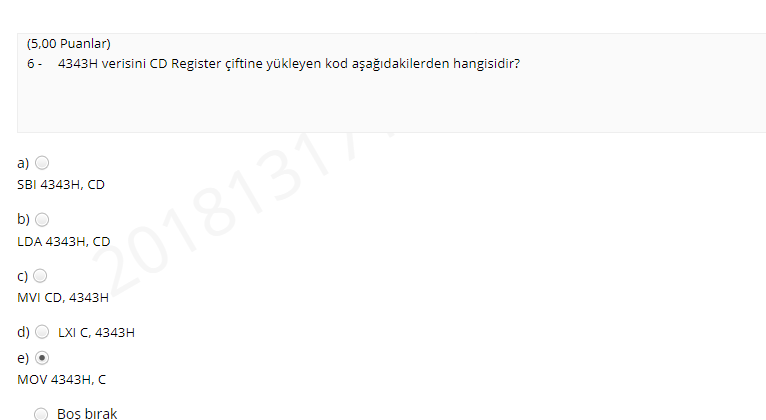 (5,00 Puanlar)
6 - 4343H verisini CD Register çiftine yükleyen kod aşağıdakilerden hangisidir?
a)
SBI 4343H, CD
b)
LDA 4343H, CD
c)
MVI CD, 4343H
d) LXI C, 4343H
e)
MOV 4343H, C
Boş bırak